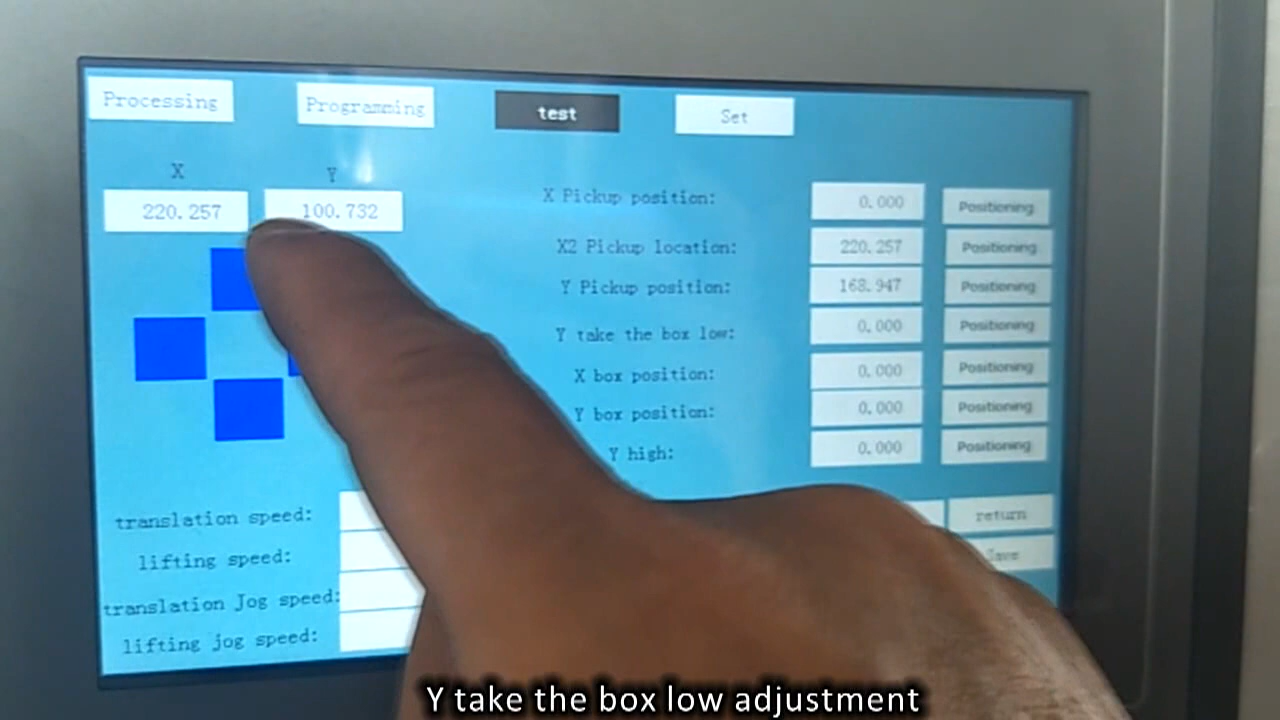 Processing Programming test Set
X Y
220.257 100.732
X Pickup position: 0.000 Positioning
X2 Pickup location: 220.257 Positioning
Y Pickup position: 168.947 Positioning
Y take the box low: 0.000 Positioning
X box position: 0.000 Positioning
Y box position: 0.000 Positioning
Y high: 0.000 Positioning
translation speed: return
lifting speed: Save
translation Jog speed:
lifting jog speed:
Y take the box low adjustment